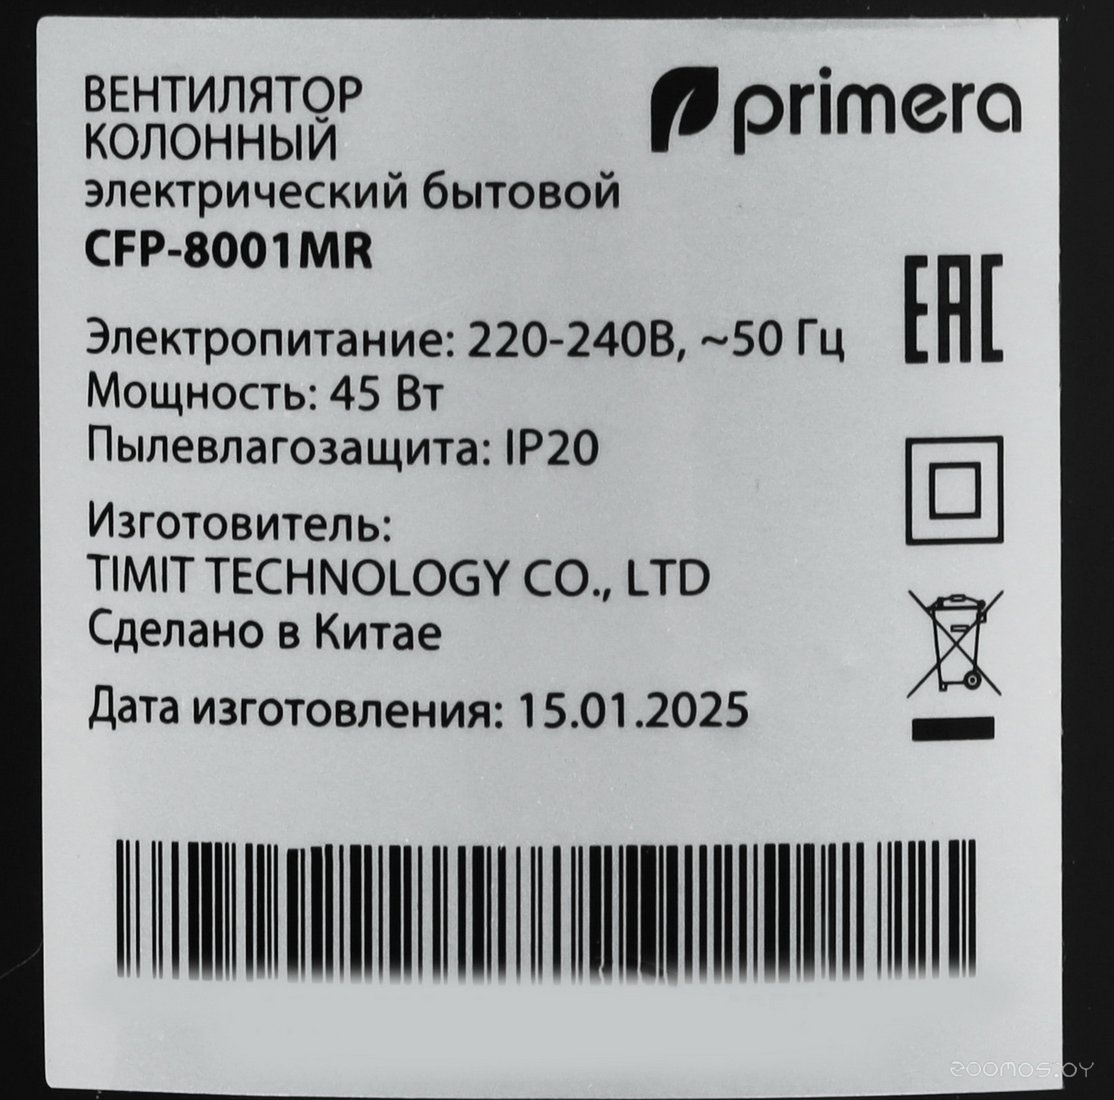 ВЕНТИЛЯТОР
КОЛОННЫЙ
электрический бытовой
CFP-8001MR
primera
EAC
Электропитание: 220-240В, ~50 Гц
Мощность: 45 Вт
Пылевлагозащита: IP20
Изготовитель:
TIMIT TECHNOLOGY CO., LTD
Сделано в Китае
Дата изготовления: 15.01.2025
zoomos.by